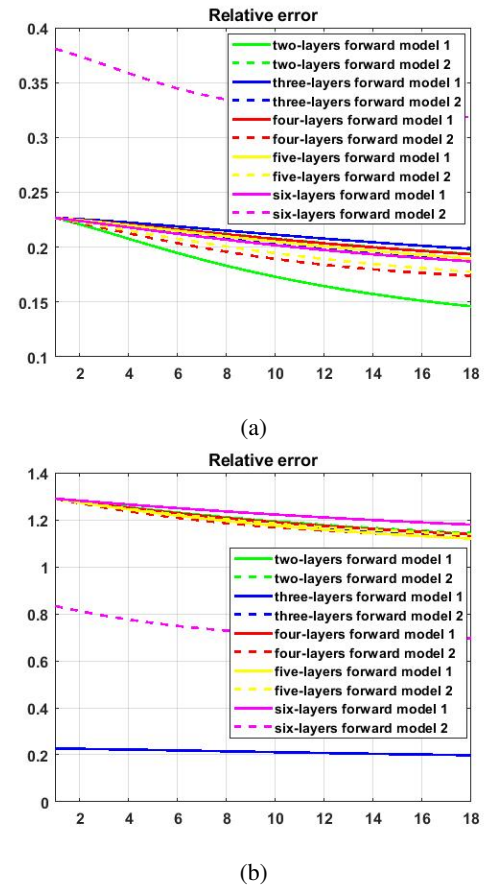 Relative error
0.4
0.35
0.3
0.25
0.2
0.15
0.1
two-layers forward model 1
two-layers forward model 2
three-layers forward model 1
three-layers forward model 2
four-layers forward model 1
four-layers forward model 2
five-layers forward model 1
five-layers forward model 2
six-layers forward model 1
six-layers forward model 2
2 4 6 8 10 12 14 16 18
(a)
Relative error
1.4
1.2
1
0.8
0.6
0.4
0.2
0
two-layers forward model 1
two-layers forward model 2
three-layers forward model 1
three-layers forward model 2
four-layers forward model 1
four-layers forward model 2
five-layers forward model 1
five-layers forward model 2
six-layers forward model 1
six-layers forward model 2
2 4 6 8 10 12 14 16 18
(b)